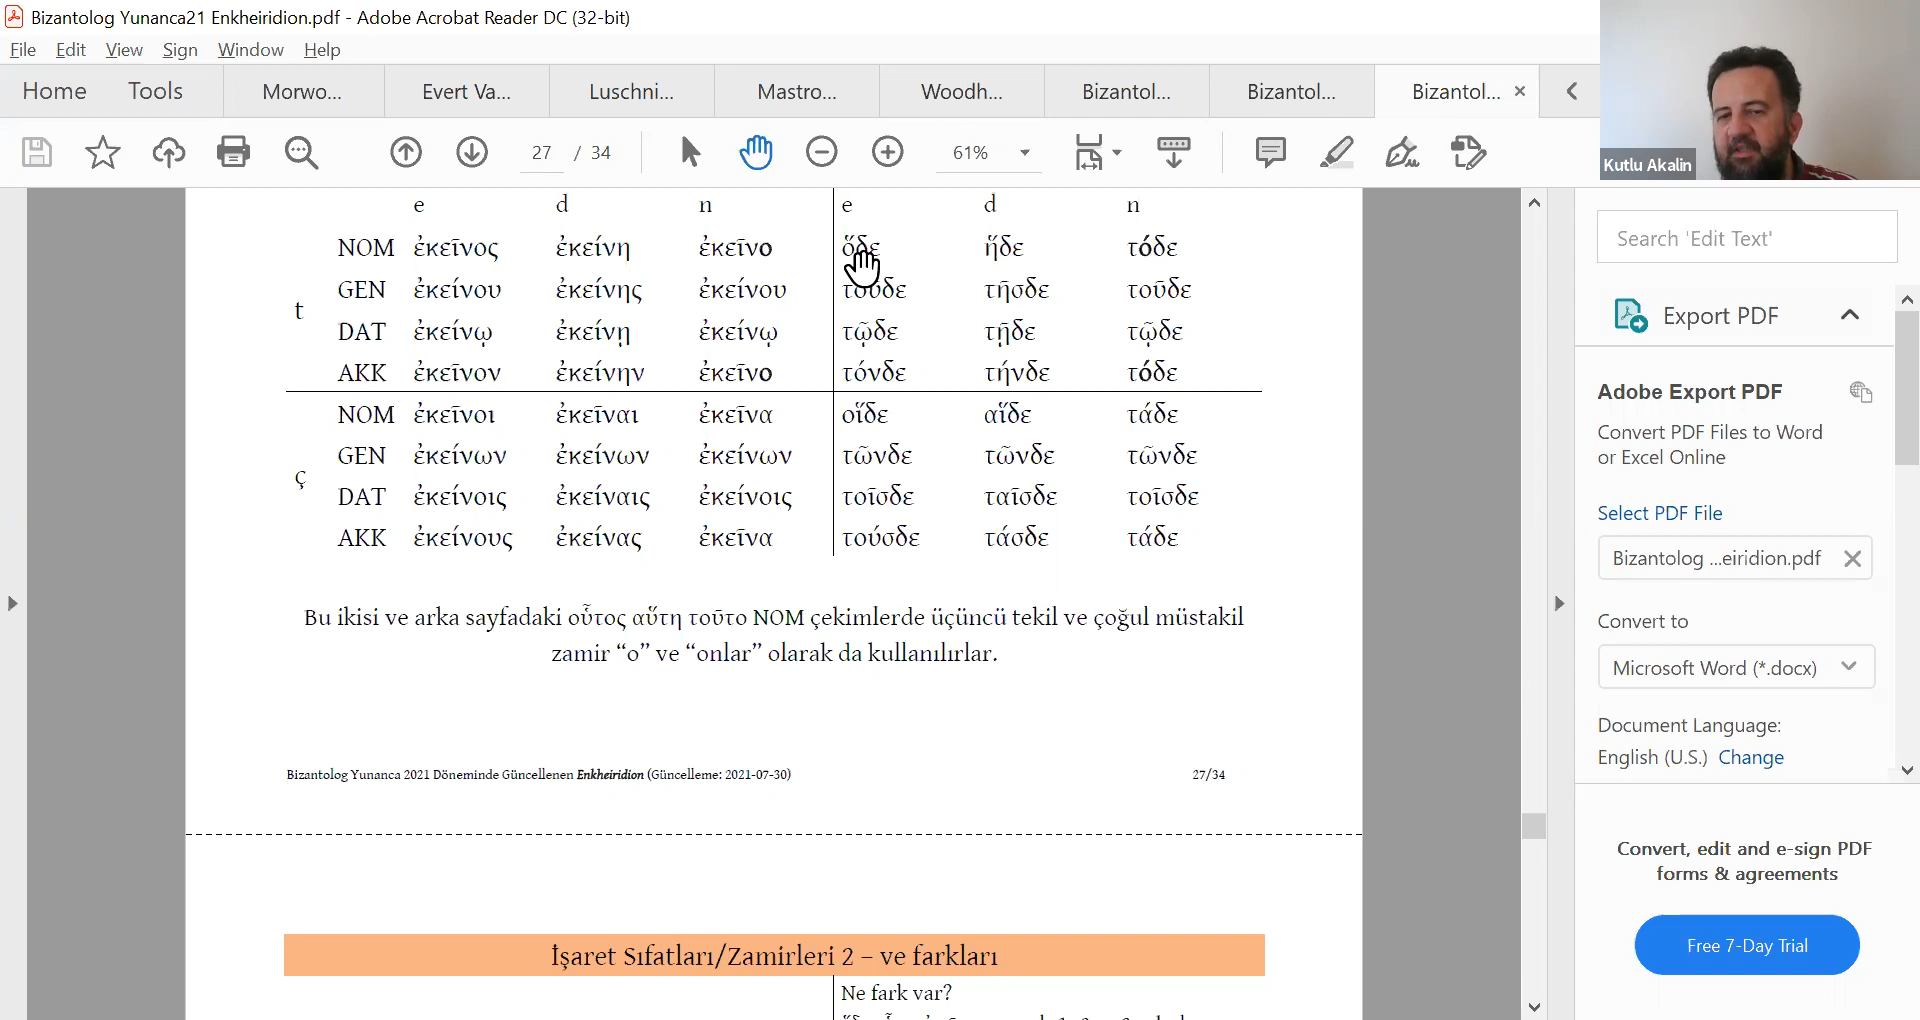 Bizantolog Yunanca21 Enkheiridion.pdf - Adobe Acrobat Reader DC (32-bit)
File Edit View Sign Window Help
Home Tools Morwo... Evert Va... Luschni... Mastro... Woodh... Bizantol... Bizantol... Bizantol...
27 / 34 61%
Kutlu Akalin
e d n e d n
NOM ἐκεῖνος ἐκείνη ἐκεῖνο ὅδε ἥδε τόδε
GEN ἐκείνου ἐκείνης ἐκείνου τοῦδε τῆσδε τοῦδε
t
DAT ἐκείνῳ ἐκείνῃ ἐκείνῳ τῷδε τῇδε τῷδε
AKK ἐκεῖνον ἐκείνην ἐκεῖνο τόνδε τήνδε τόδε
NOM ἐκεῖνοι ἐκεῖναι ἐκεῖνα οἵδε αἵδε τάδε
GEN ἐκείνων ἐκείνων ἐκείνων τῶνδε τῶνδε τῶνδε
ç
DAT ἐκείνοις ἐκείναις ἐκείνοις τοῖσδε ταῖσδε τοῖσδε
AKK ἐκείνους ἐκείνας ἐκεῖνα τούσδε τάσδε τάδε
Bu ikisi ve arka sayfadaki οὗτος αὕτη τοῦτο NOM çekimlerde üçüncü tekil ve çoğul müstakil
zamir “o” ve “onlar” olarak da kullanılırlar.
Bizantolog Yunanca 2021 Döneminde Güncellenen Enkheiridion (Güncelleme: 2021-07-30) 27/34
İşaret Sıfatları/Zamirleri 2 – ve farkları
Ne fark var?
Search 'Edit Text'
Export PDF
Adobe Export PDF
Convert PDF Files to Word
or Excel Online
Select PDF File
Bizantolog ...eiridion.pdf
Convert to
Microsoft Word (*.docx)
Document Language:
English (U.S.) Change
Convert, edit and e-sign PDF
forms & agreements
Free 7-Day Trial